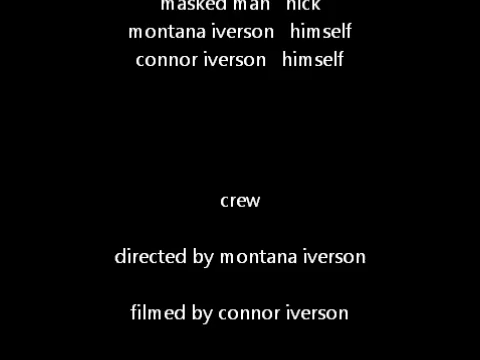 masked man nick
montana iverson himself
connor iverson himself
crew
directed by montana iverson
filmed by connor iverson